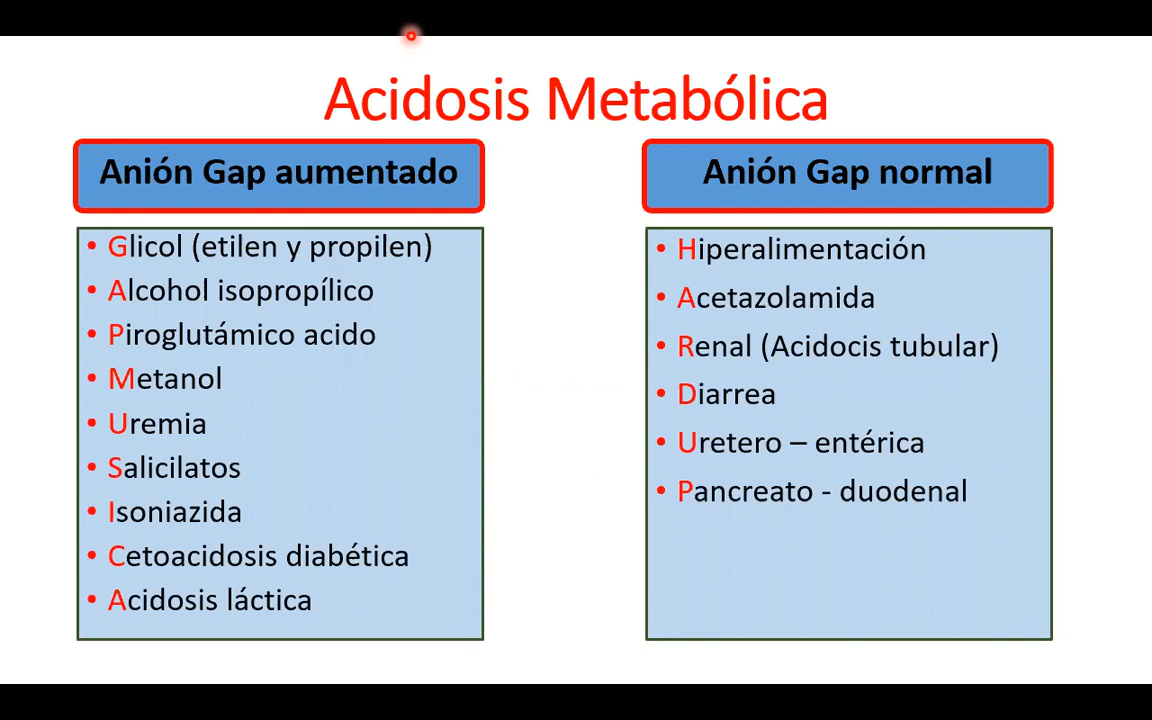 Acidosis Metabólica
Anión Gap aumentado
• Glicol (etilen y propilen)
• Alcohol isopropílico
• Piroglutámico acido
• Metanol
• Uremia
• Salicilatos
• Isoniazida
• Cetoacidosis diabética
• Acidosis láctica
Anión Gap normal
• Hiperalimentación
• Acetazolamida
• Renal (Acidocis tubular)
• Diarrea
• Uretero – entérica
• Pancreato - duodenal